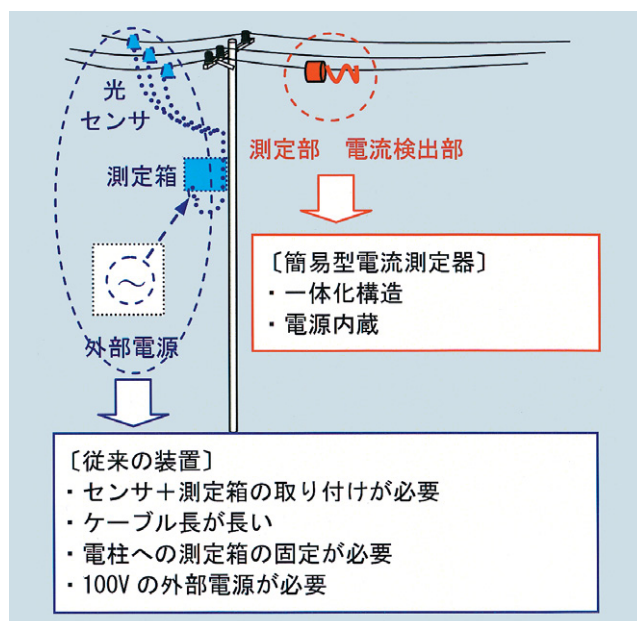 光
センサ
測定箱
外部電源
測定部 電流検出部
〔簡易型電流測定器〕
・一体化構造
・電源内蔵
〔従来の装置〕
・センサ＋測定箱の取り付けが必要
・ケーブル長が長い
・電柱への測定箱の固定が必要
・100V の外部電源が必要